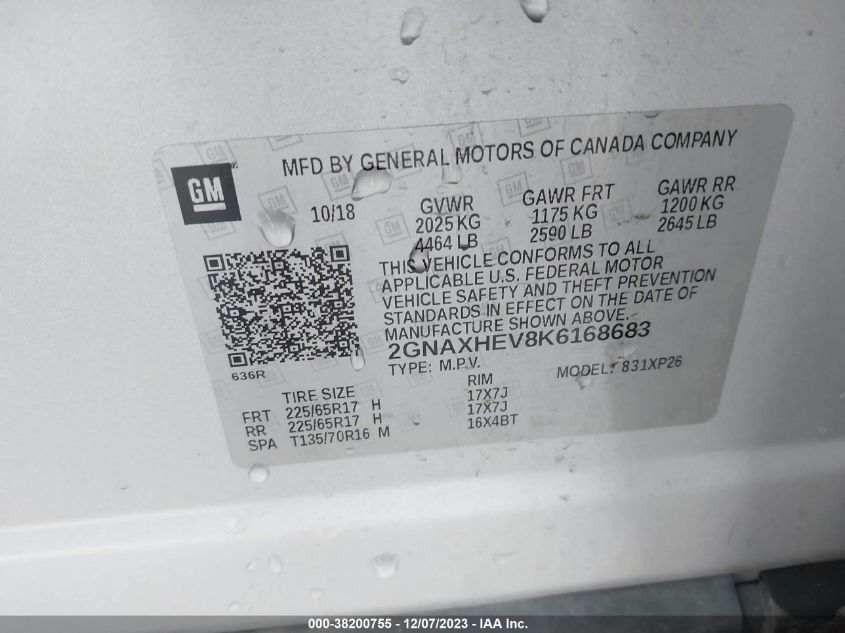 MFD BY GENERAL MOTORS OF CANADA COMPANY
GM
10/18
GVWR
2025 KG
4464 LB
GAWR FRT
1175 KG
2590 LB
GAWR RR
1200 KG
2645 LB
THIS VEHICLE CONFORMS TO ALL
APPLICABLE U.S. FEDERAL MOTOR
VEHICLE SAFETY AND THEFT PREVENTION
STANDARDS IN EFFECT ON THE DATE OF
MANUFACTURE SHOWN ABOVE.
2GNAXHEV8K6168683
TYPE: M.P.V. MODEL: 831XP26
636R
TIRE SIZE RIM
FRT 225/65R17 H 17X7J
RR 225/65R17 H 17X7J
SPA T135/70R16 M 16X4BT
000-38200755 - 12/07/2023 - IAA Inc.